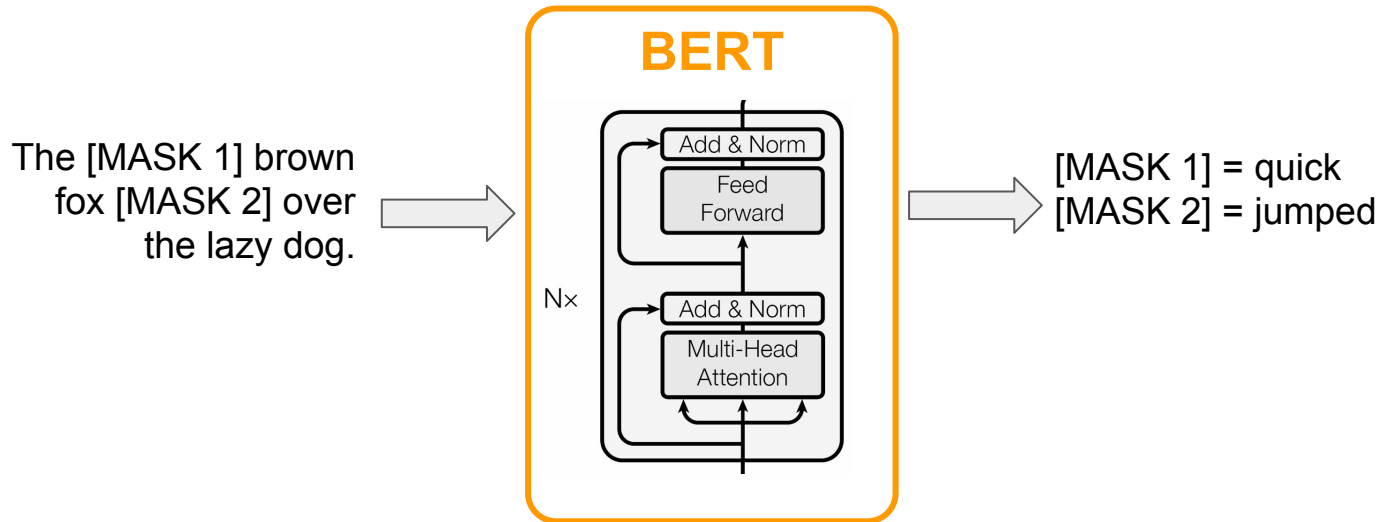 BERT
The [MASK 1] brown
fox [MASK 2] over
the lazy dog.
Add & Norm
Feed
Forward
N×
Add & Norm
Multi-Head
Attention
[MASK 1] = quick
[MASK 2] = jumped